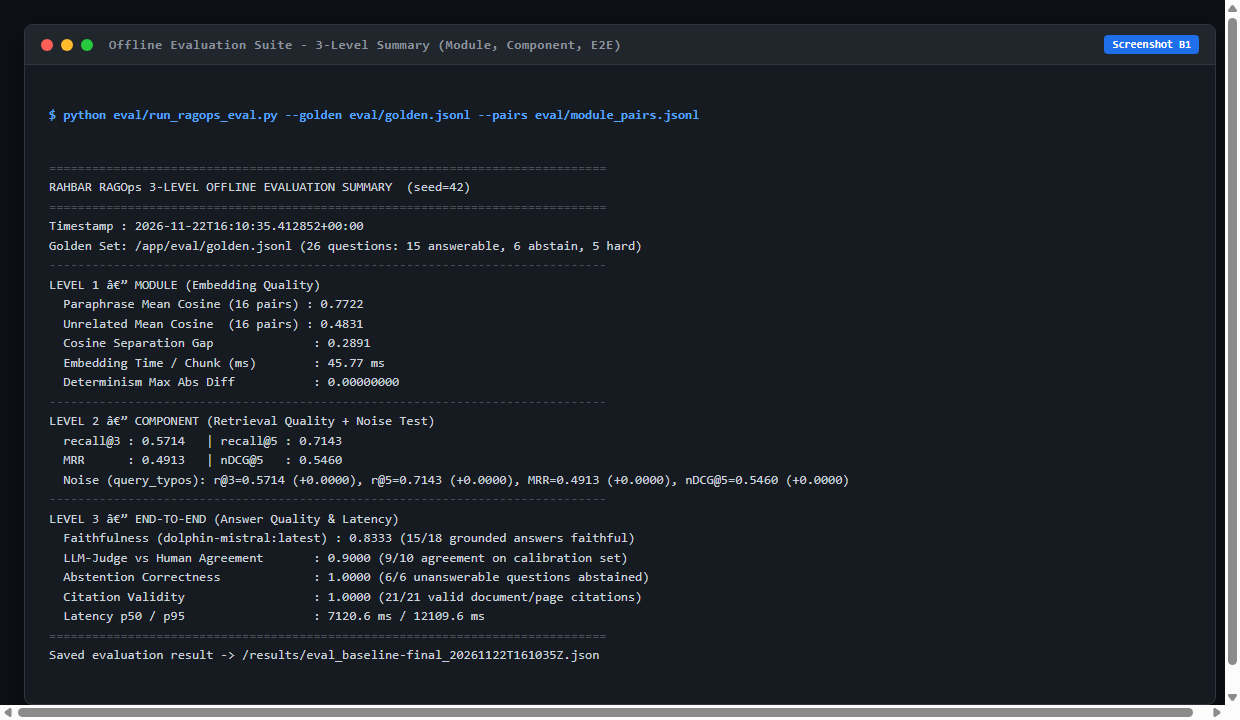 Offline Evaluation Suite - 3-Level Summary (Module, Component, E2E)
Screenshot B1
$ python eval/run_ragops_eval.py --golden eval/golden.jsonl --pairs eval/module_pairs.jsonl
==============================================================================
RAHBAR RAGOps 3-LEVEL OFFLINE EVALUATION SUMMARY  (seed=42)
==============================================================================
Timestamp : 2026-11-22T16:10:35.412852+00:00
Golden Set: /app/eval/golden.jsonl (26 questions: 15 answerable, 6 abstain, 5 hard)
------------------------------------------------------------------------------
LEVEL 1 â€” MODULE (Embedding Quality)
  Paraphrase Mean Cosine (16 pairs) : 0.7722
  Unrelated Mean Cosine  (16 pairs) : 0.4831
  Cosine Separation Gap              : 0.2891
  Embedding Time / Chunk (ms)        : 45.77 ms
  Determinism Max Abs Diff           : 0.00000000
------------------------------------------------------------------------------
LEVEL 2 â€” COMPONENT (Retrieval Quality + Noise Test)
  recall@3 : 0.5714   | recall@5 : 0.7143
  MRR      : 0.4913   | nDCG@5   : 0.5460
  Noise (query_typos): r@3=0.5714 (+0.0000), r@5=0.7143 (+0.0000), MRR=0.4913 (+0.0000), nDCG@5=0.5460 (+0.0000)
------------------------------------------------------------------------------
LEVEL 3 â€” END-TO-END (Answer Quality & Latency)
  Faithfulness (dolphin-mistral:latest) : 0.8333 (15/18 grounded answers faithful)
  LLM-Judge vs Human Agreement       : 0.9000 (9/10 agreement on calibration set)
  Abstention Correctness             : 1.0000 (6/6 unanswerable questions abstained)
  Citation Validity                  : 1.0000 (21/21 valid document/page citations)
  Latency p50 / p95                  : 7120.6 ms / 12109.6 ms
==============================================================================
Saved evaluation result -> /results/eval_baseline-final_20261122T161035Z.json